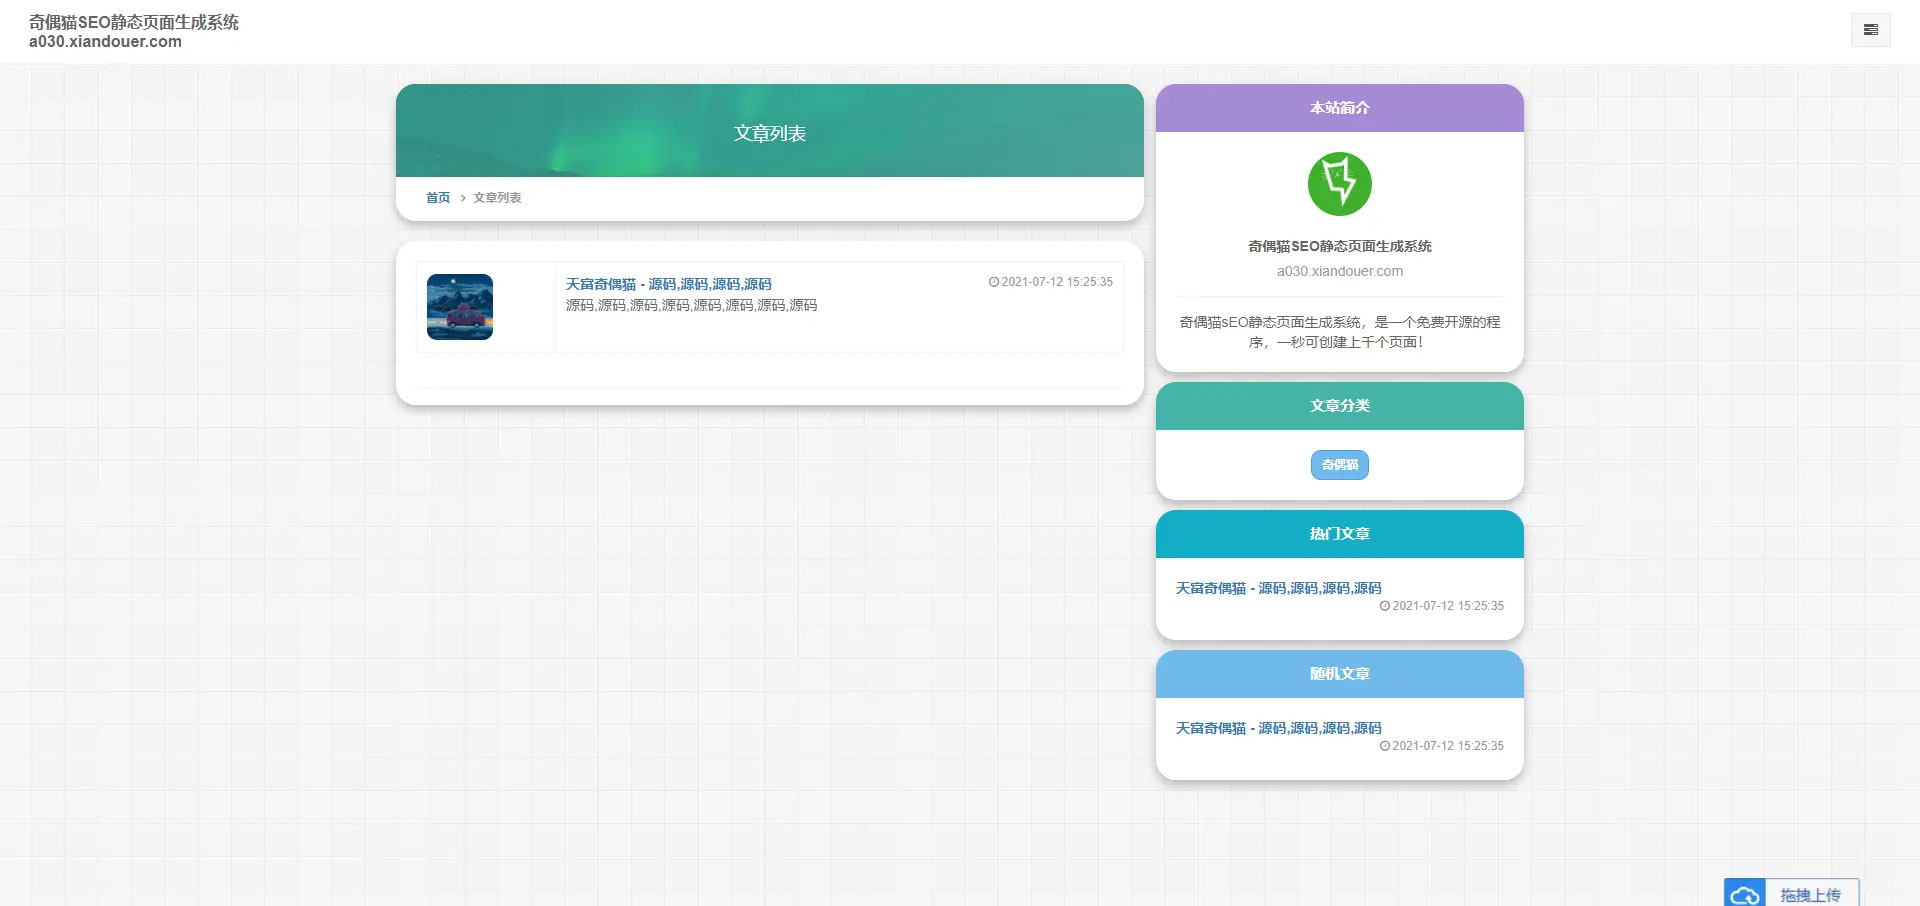 奇偶猫SEO静态页面生成系统
a030.xiandouer.com
文章列表
首页 > 文章列表
天富奇偶猫 - 源码,源码,源码,源码
2021-07-12 15:25:35
源码,源码,源码,源码,源码,源码,源码,源码
本站简介
奇偶猫SEO静态页面生成系统
a030.xiandouer.com
奇偶猫sEO静态页面生成系统，是一个免费开源的程
序，一秒可创建上千个页面！
文章分类
奇偶猫
热门文章
天富奇偶猫 - 源码,源码,源码,源码
2021-07-12 15:25:35
随机文章
天富奇偶猫 - 源码,源码,源码,源码
2021-07-12 15:25:35
拖拽上传